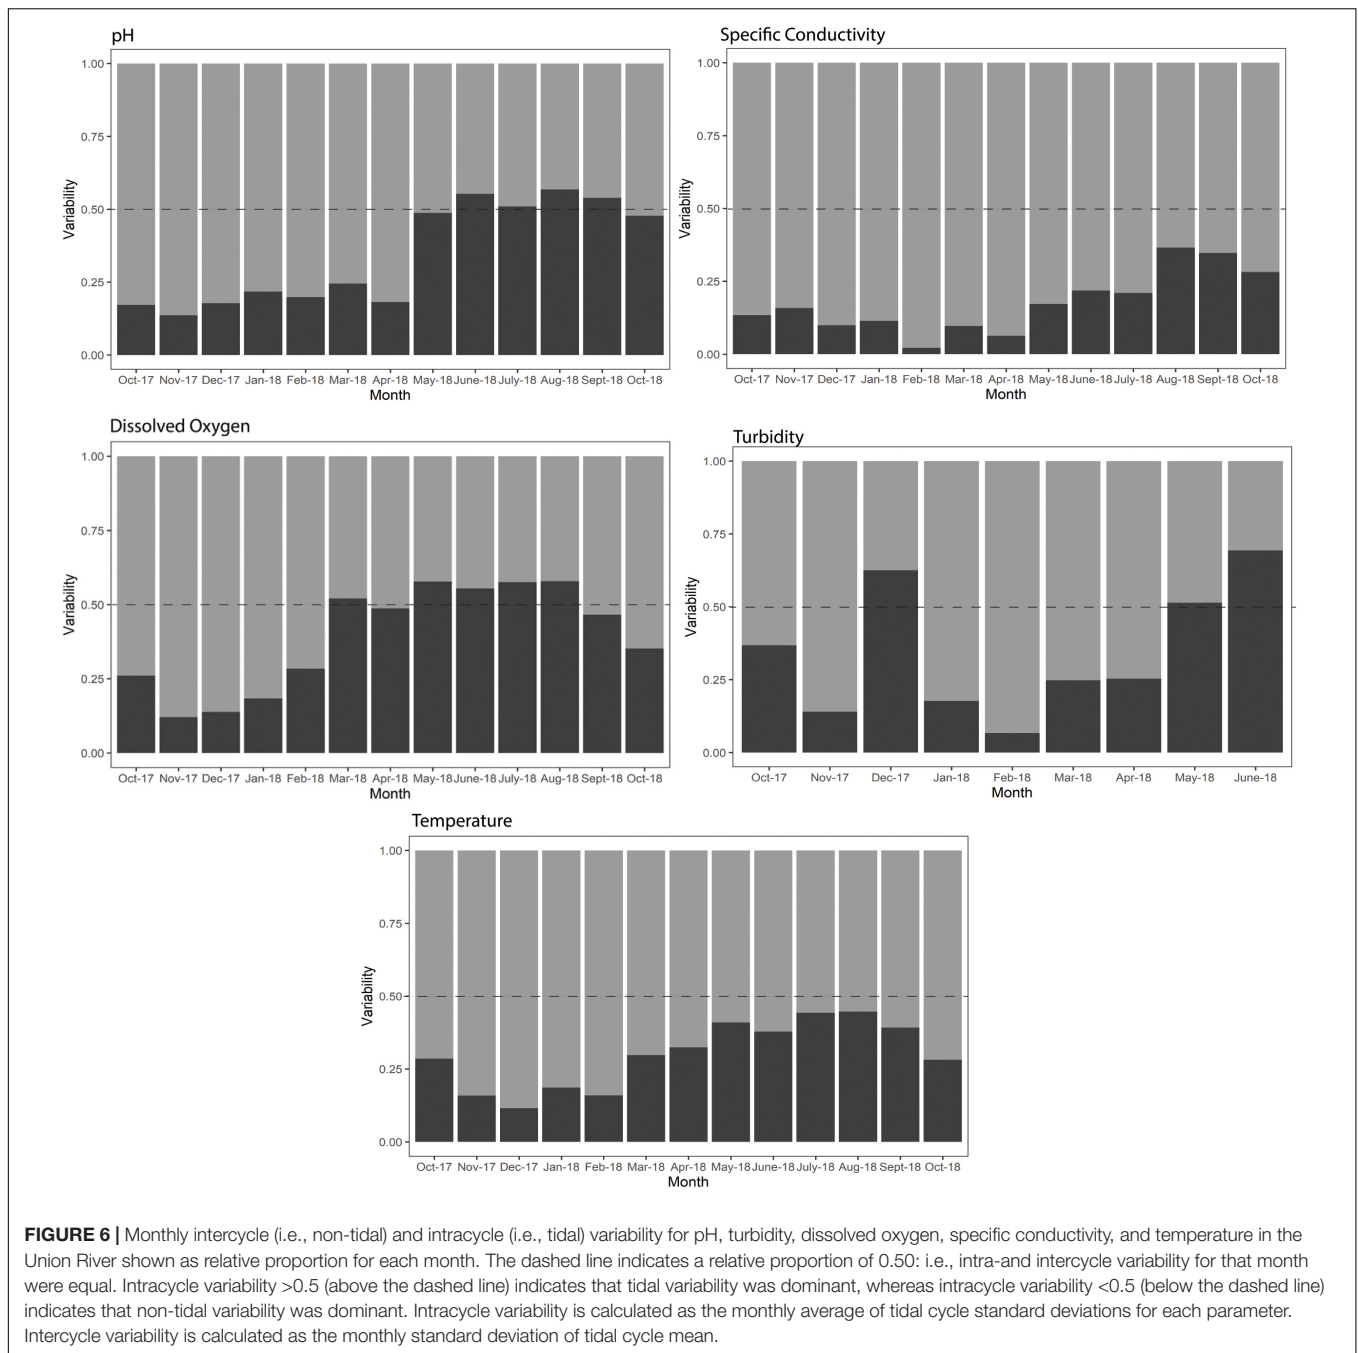 pH
1.00
0.75
0.50
0.25
0.00
Variability
Oct-17 Nov-17 Dec-17 Jan-18 Feb-18 Mar-18 Apr-18 May-18 June-18 July-18 Aug-18 Sept-18 Oct-18
Month
Specific Conductivity
1.00
0.75
0.50
0.25
0.00
Variability
Oct-17 Nov-17 Dec-17 Jan-18 Feb-18 Mar-18 Apr-18 May-18 June-18 July-18 Aug-18 Sept-18 Oct-18
Month
Dissolved Oxygen
1.00
0.75
0.50
0.25
0.00
Variability
Oct-17 Nov-17 Dec-17 Jan-18 Feb-18 Mar-18 Apr-18 May-18 June-18 July-18 Aug-18 Sept-18 Oct-18
Month
Turbidity
1.00
0.75
0.50
0.25
0.00
Variability
Oct-17 Nov-17 Dec-17 Jan-18 Feb-18 Mar-18 Apr-18 May-18 June-18
Month
Temperature
1.00
0.75
0.50
0.25
0.00
Variability
Oct-17 Nov-17 Dec-17 Jan-18 Feb-18 Mar-18 Apr-18 May-18 June-18 July-18 Aug-18 Sept-18 Oct-18
Month
FIGURE 6 | Monthly intercycle (i.e., non-tidal) and intracycle (i.e., tidal) variability for pH, turbidity, dissolved oxygen, specific conductivity, and temperature in the
Union River shown as relative proportion for each month. The dashed line indicates a relative proportion of 0.50: i.e., intra-and intercycle variability for that month
were equal. Intracycle variability >0.5 (above the dashed line) indicates that tidal variability was dominant, whereas intracycle variability <0.5 (below the dashed line)
indicates that non-tidal variability was dominant. Intracycle variability is calculated as the monthly average of tidal cycle standard deviations for each parameter.
Intercycle variability is calculated as the monthly standard deviation of tidal cycle mean.